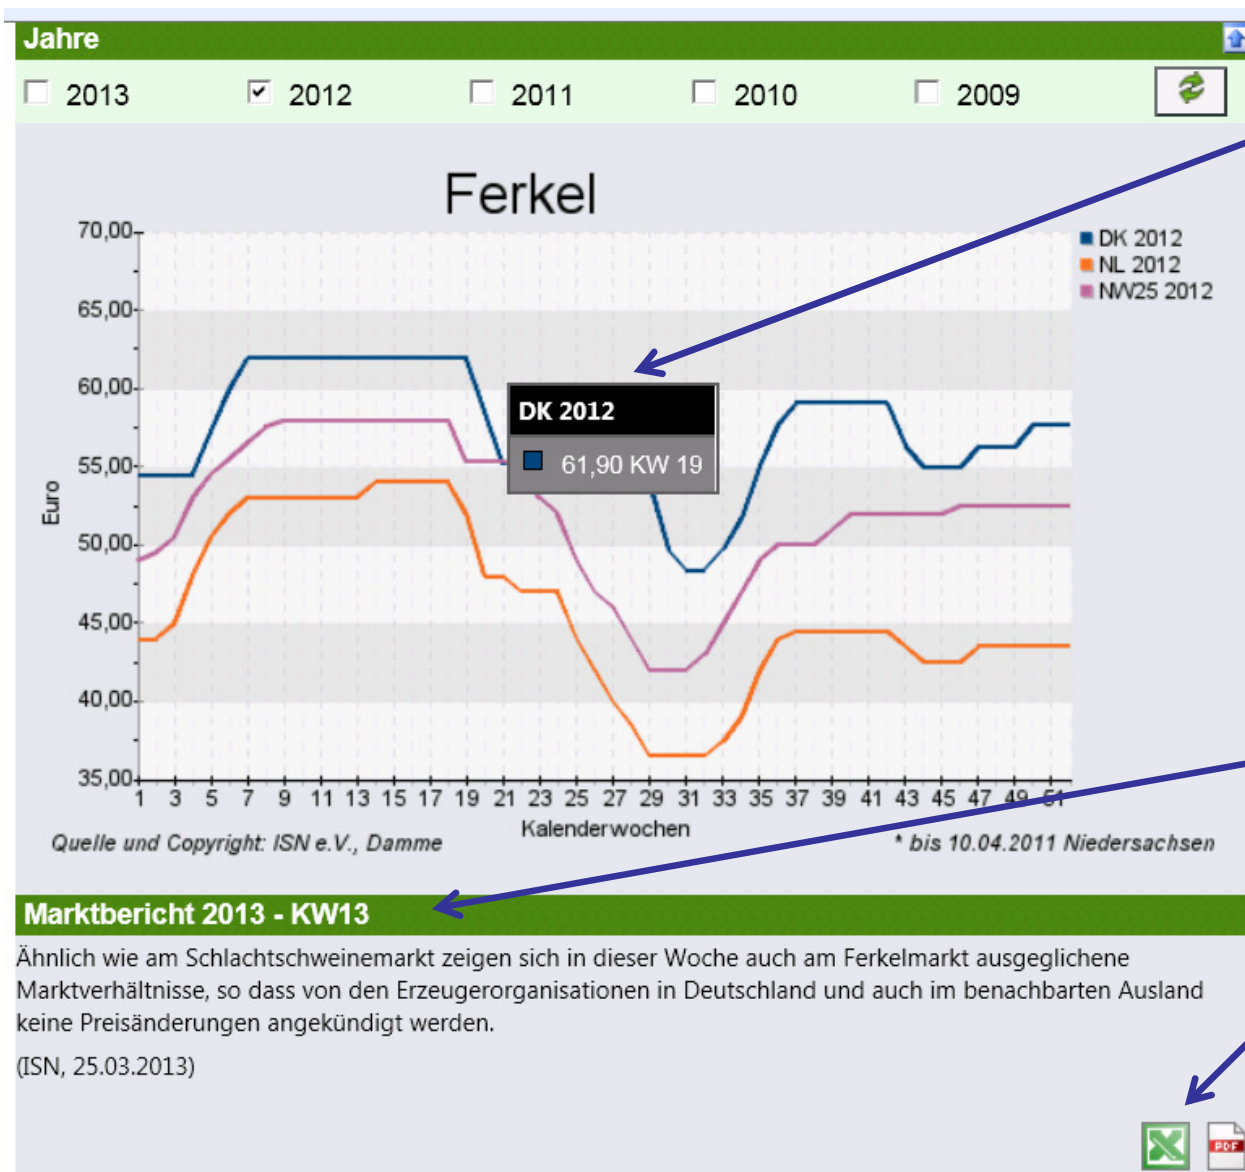 Jahre
2013 2012 2011 2010 2009
Ferkel
70,00
65,00
60,00
55,00
50,00
45,00
40,00
35,00
Euro
DK 2012
NL 2012
NW25 2012
DK 2012
61,90 KW 19
1 3 5 7 9 11 13 15 17 19 21 23 25 27 29 31 33 35 37 39 41 43 45 47 49 51
Kalenderwochen
Quelle und Copyright: ISN e.V., Damme
* bis 10.04.2011 Niedersachsen
Marktbericht 2013 - KW13
Ähnlich wie am Schlachtschweinemarkt zeigen sich in dieser Woche auch am Ferkelmarkt ausgeglichene
Marktverhältnisse, so dass von den Erzeugerorganisationen in Deutschland und auch im benachbarten Ausland
keine Preisänderungen angekündigt werden.
(ISN, 25.03.2013)
PDF